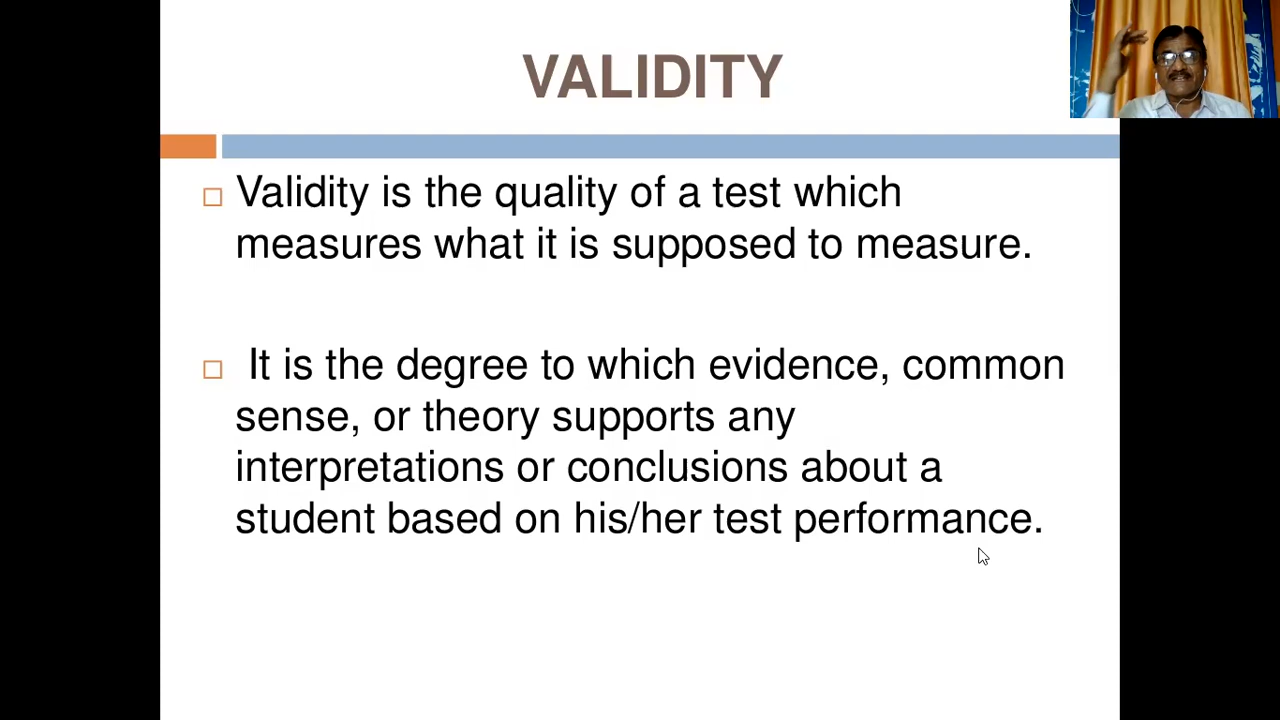 VALIDITY
Validity is the quality of a test which
measures what it is supposed to measure.
It is the degree to which evidence, common
sense, or theory supports any
interpretations or conclusions about a
student based on his/her test performance.